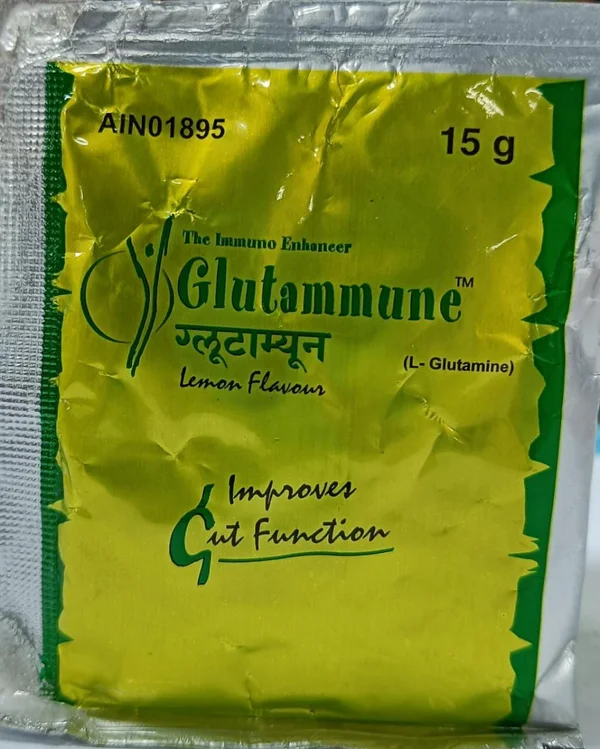 AIN01895
15 g
The Immuno Enhancer
Glutammune™
ग्लूटाम्यून
(L- Glutamine)
Lemon Flavour
Improves
Gut Function